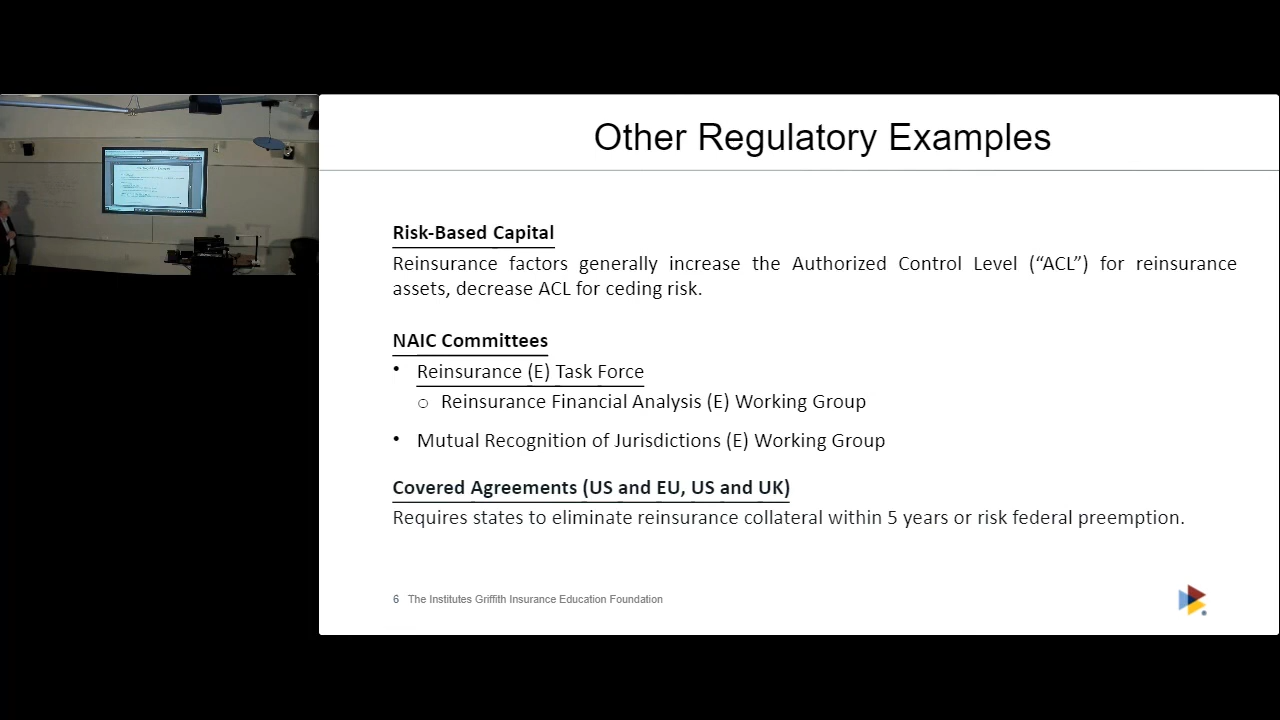 Other Regulatory Examples
Risk-Based Capital
Reinsurance factors generally increase the Authorized Control Level (“ACL”) for reinsurance
assets, decrease ACL for ceding risk.
NAIC Committees
• Reinsurance (E) Task Force
○ Reinsurance Financial Analysis (E) Working Group
• Mutual Recognition of Jurisdictions (E) Working Group
Covered Agreements (US and EU, US and UK)
Requires states to eliminate reinsurance collateral within 5 years or risk federal preemption.
6 The Institutes Griffith Insurance Education Foundation